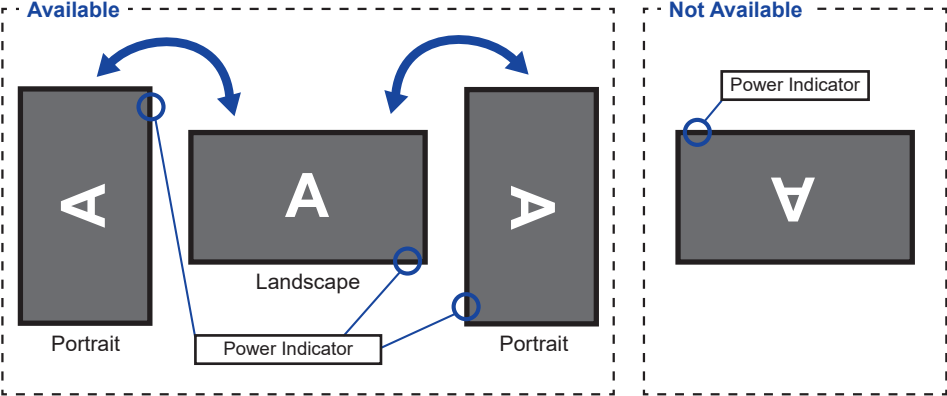 Available
Not Available
Power Indicator
A
A
A
A
Landscape
Portrait
Power Indicator
Portrait